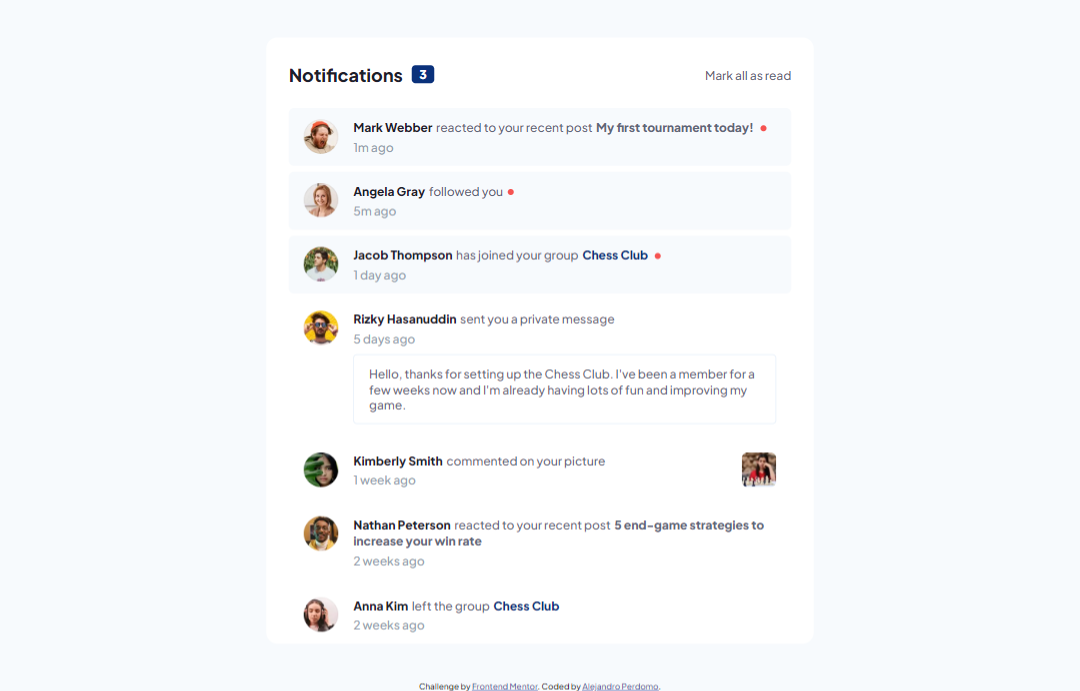 Notifications 3 Mark all as read
Mark Webber reacted to your recent post My first tournament today!
1m ago
Angela Gray followed you
5m ago
Jacob Thompson has joined your group Chess Club
1 day ago
Rizky Hasanuddin sent you a private message
5 days ago
Hello, thanks for setting up the Chess Club. I've been a member for a
few weeks now and I'm already having lots of fun and improving my
game.
Kimberly Smith commented on your picture
1 week ago
Nathan Peterson reacted to your recent post 5 end-game strategies to
increase your win rate
2 weeks ago
Anna Kim left the group Chess Club
2 weeks ago
Challenge by Frontend Mentor. Coded by Alejandro Perdomo.